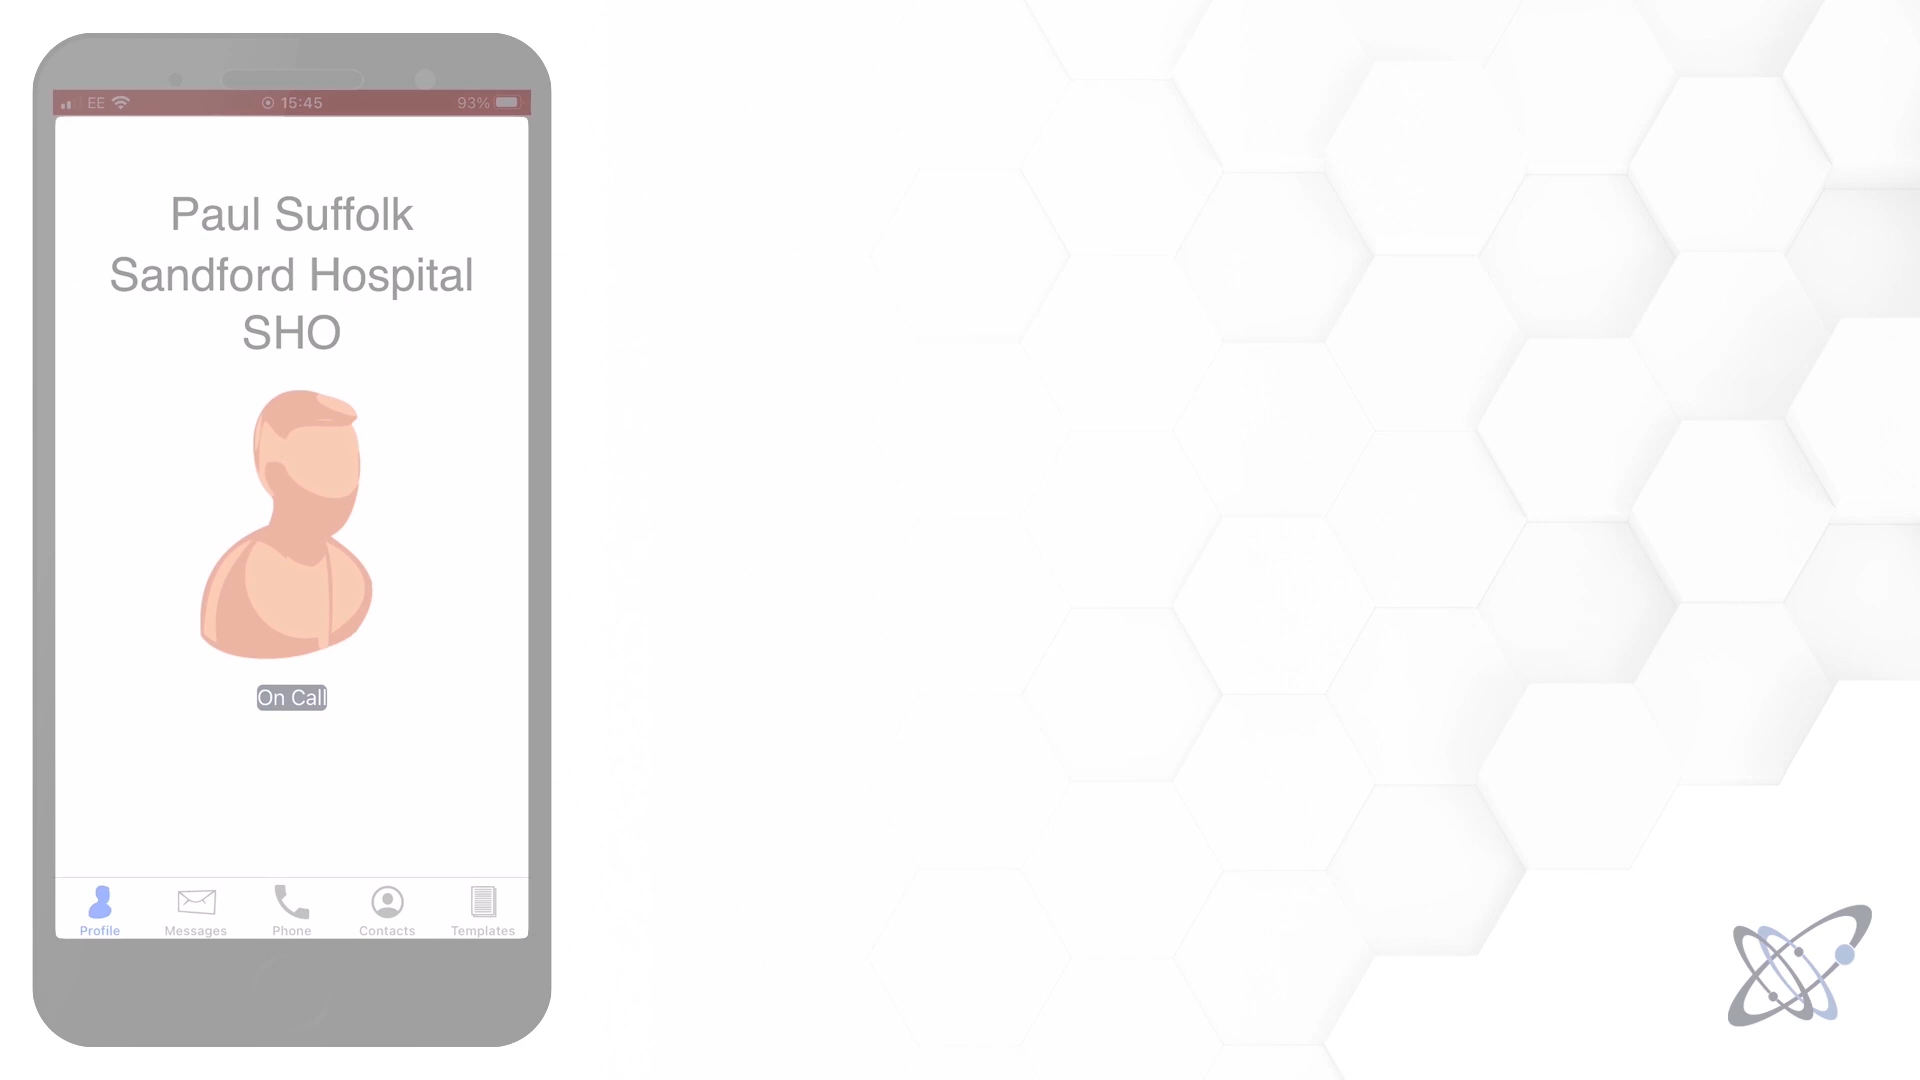 EE 15:45 93%
Paul Suffolk
Sandford Hospital
SHO
On Call
Profile Messages Phone Contacts Templates